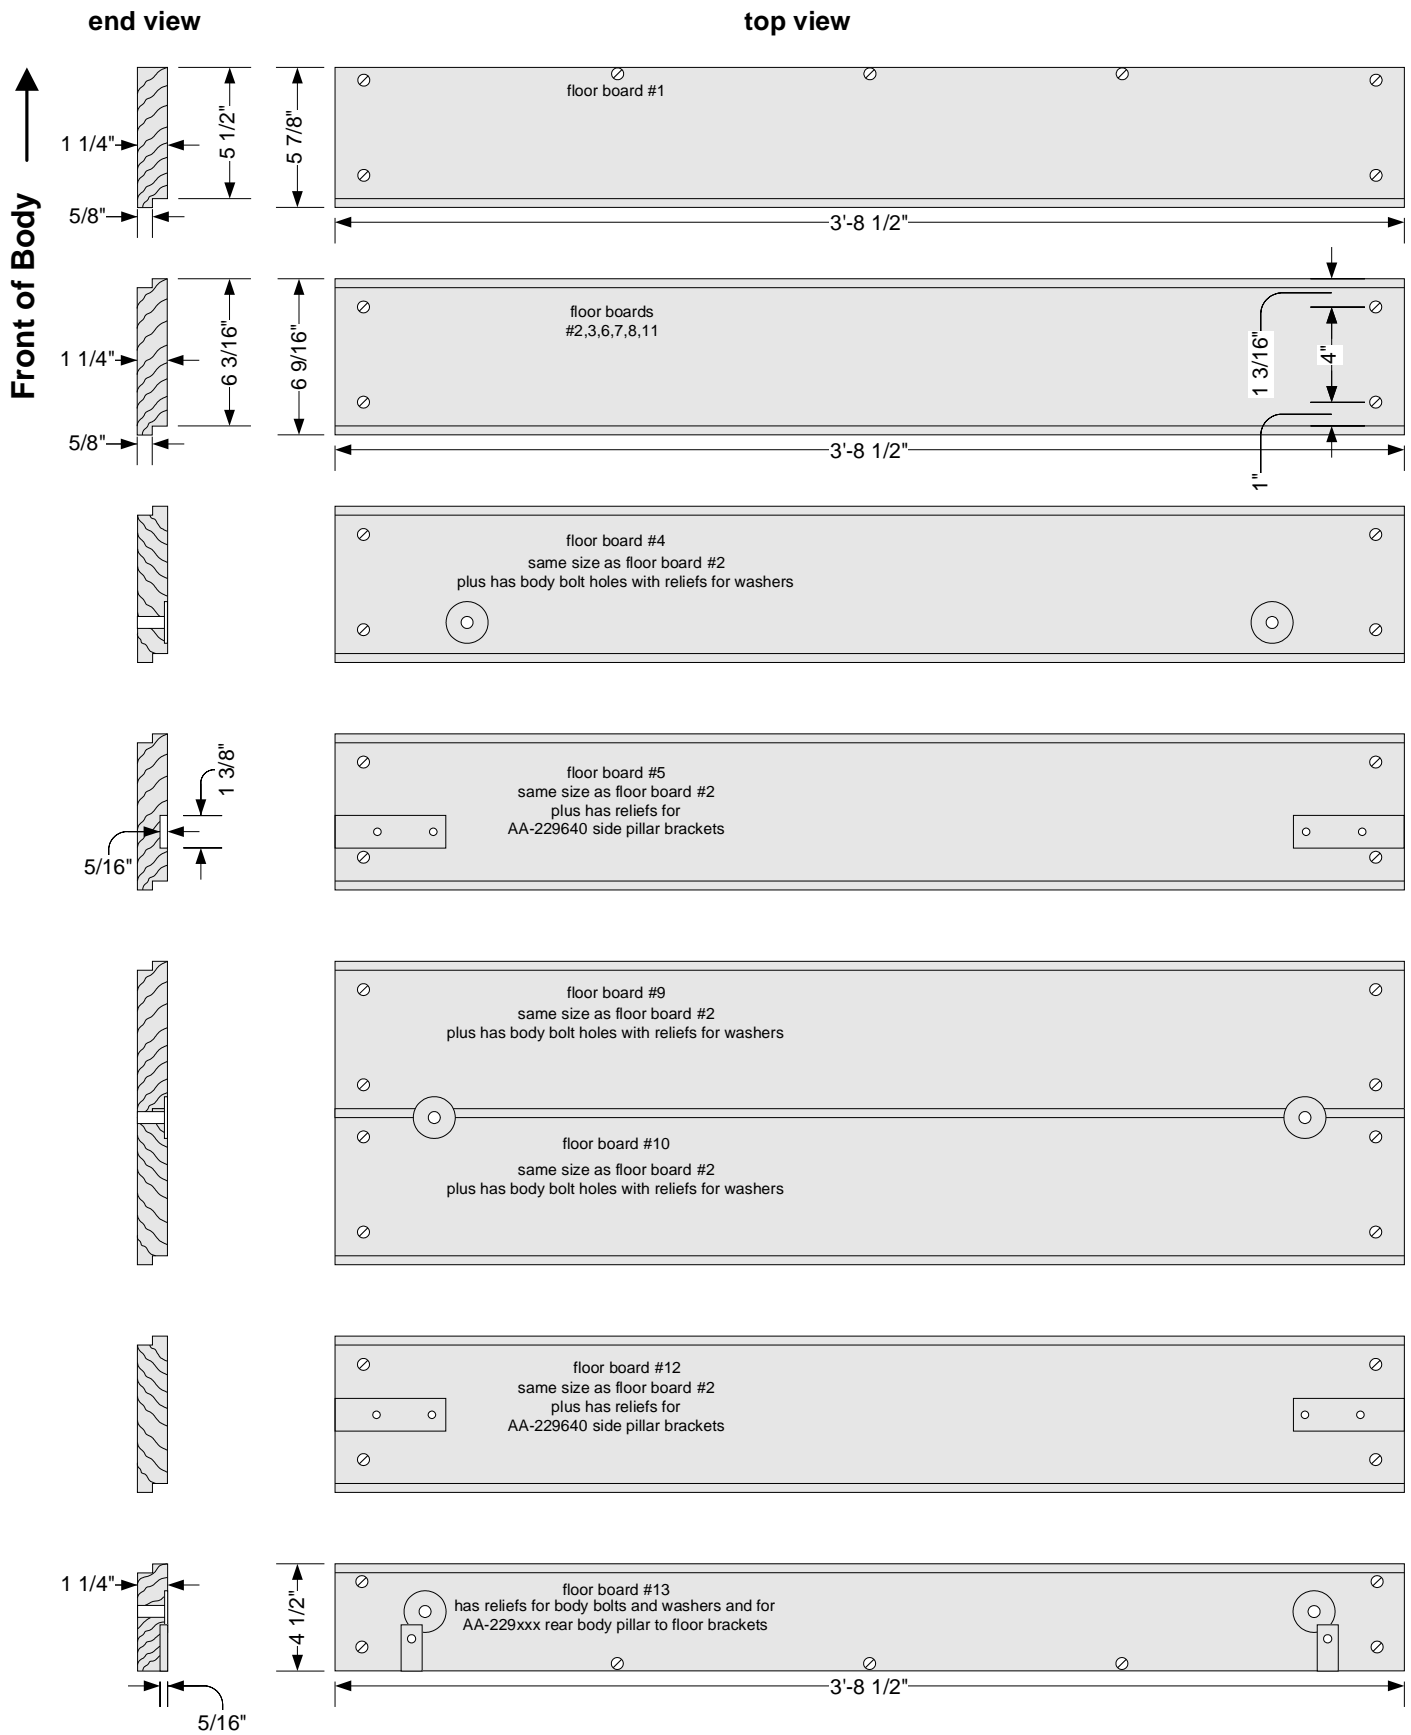 end view
top view
Front of Body
floor board #1
1 1/4"
5 1/2"
5 7/8"
5/8"
3'-8 1/2"
floor boards
#2,3,6,7,8,11
1 1/4"
6 3/16"
6 9/16"
1 3/16"
4"
5/8"
3'-8 1/2"
1"
floor board #4
same size as floor board #2
plus has body bolt holes with reliefs for washers
1 3/8"
5/16"
floor board #5
same size as floor board #2
plus has reliefs for
AA-229640 side pillar brackets
floor board #9
same size as floor board #2
plus has body bolt holes with reliefs for washers
floor board #10
same size as floor board #2
plus has body bolt holes with reliefs for washers
floor board #12
same size as floor board #2
plus has reliefs for
AA-229640 side pillar brackets
1 1/4"
4 1/2"
floor board #13
has reliefs for body bolts and washers and for
AA-229xxx rear body pillar to floor brackets
3'-8 1/2"
5/16"